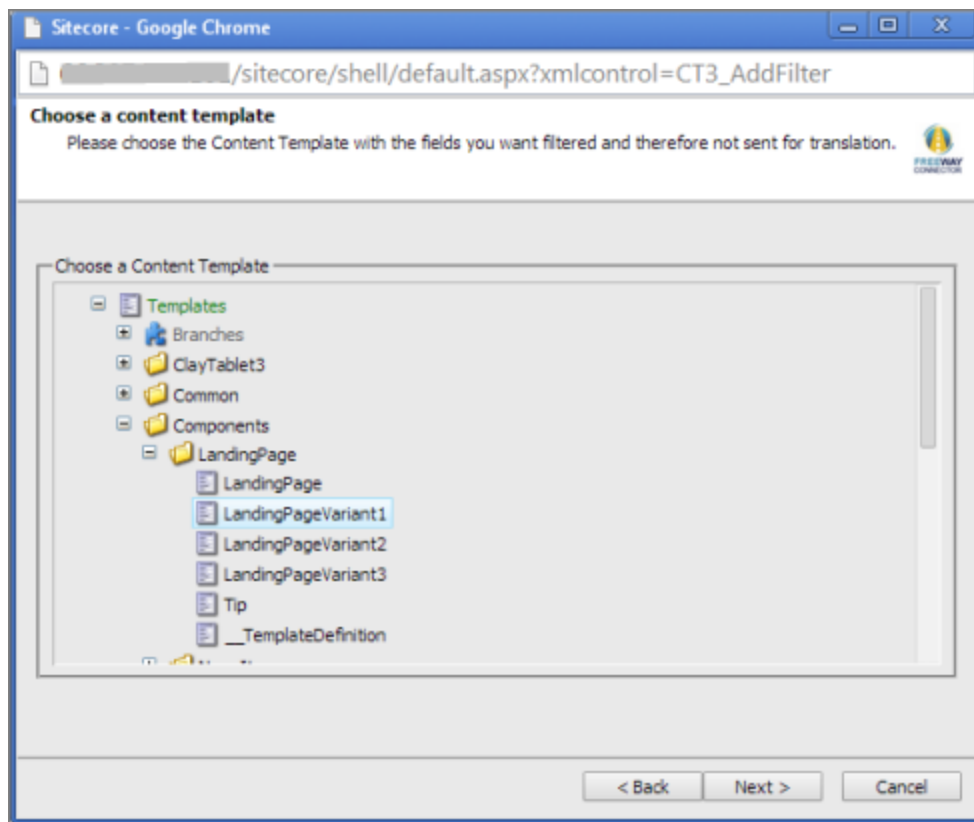 Sitecore - Google Chrome
/sitecore/shell/default.aspx?xmlcontrol=CT3_AddFilter
Choose a content template
Please choose the Content Template with the fields you want filtered and therefore not sent for translation.
FREEWAY
CONNECTOR
Choose a Content Template
Templates
Branches
ClayTablet3
Common
Components
LandingPage
LandingPage
LandingPageVariant1
LandingPageVariant2
LandingPageVariant3
Tip
__TemplateDefinition
< Back
Next >
Cancel